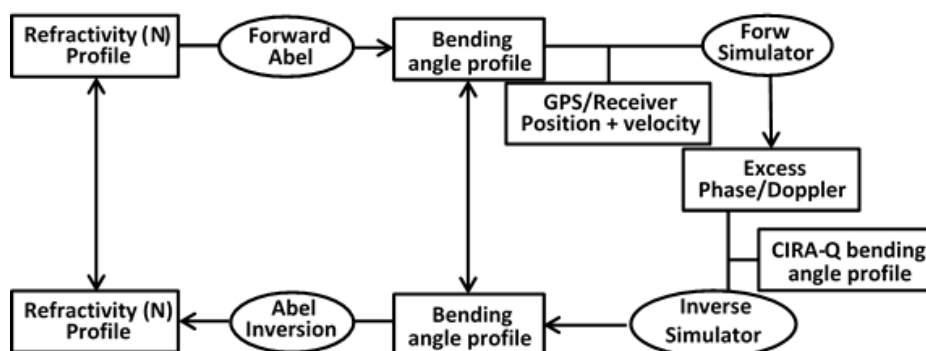 Refractivity (N)
Profile
Forward
Abel
Bending
angle profile
Forw
Simulator
GPS/Receiver
Position + velocity
Excess
Phase/Doppler
CIRA-Q bending
angle profile
Refractivity (N)
Profile
Abel
Inversion
Bending
angle profile
Inverse
Simulator